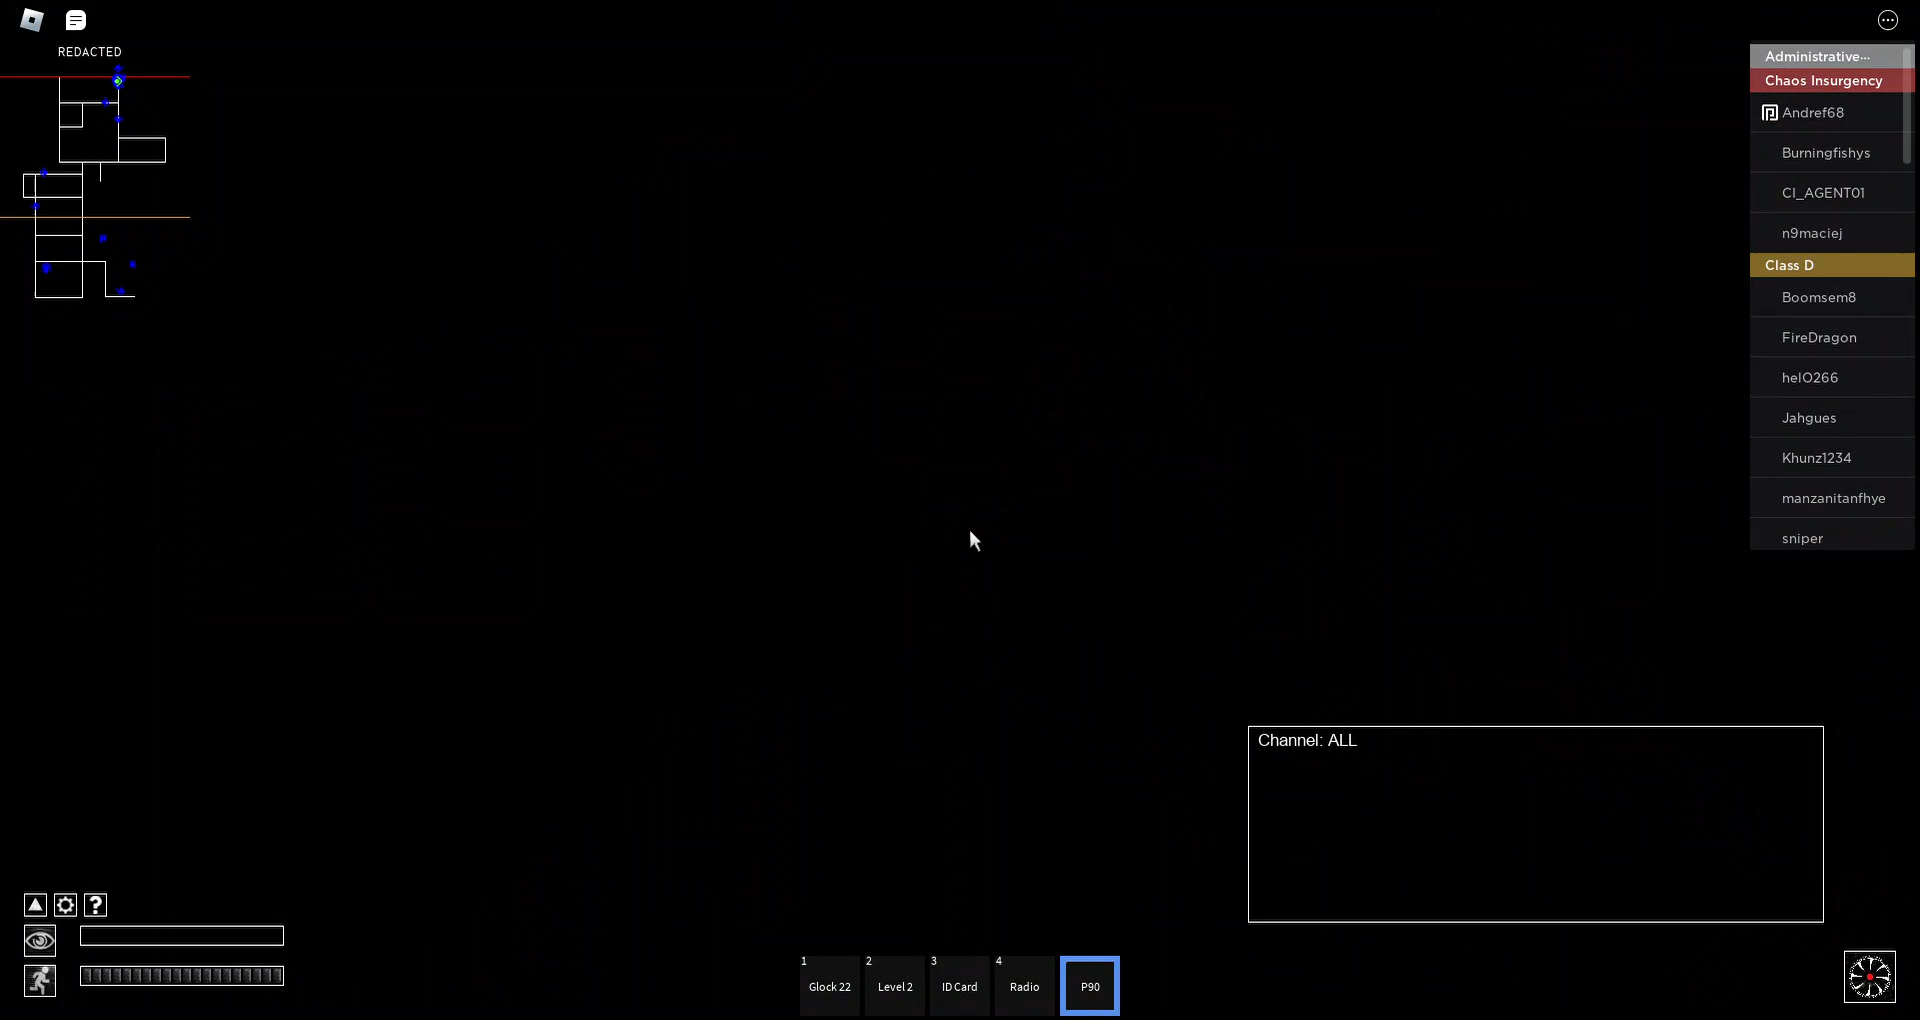 REDACTED
Administrative···
Chaos Insurgency
Andref68
Burningfishys
CI_AGENT01
n9maciej
Class D
Boomsem8
FireDragon
helO266
Jahgues
Khunz1234
manzanitanfhye
sniper
Channel: ALL
?
1
Glock 22
2
Level 2
3
ID Card
4
Radio
P90